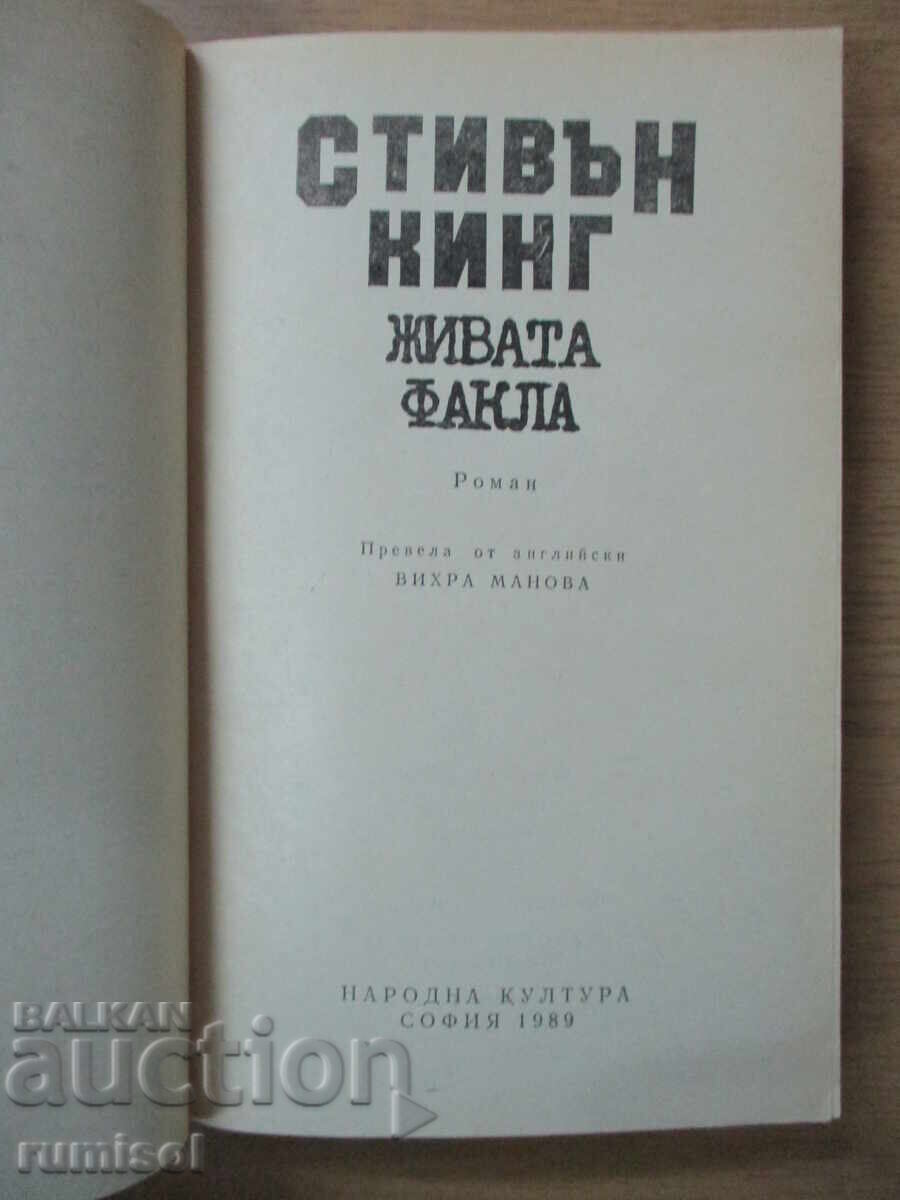 СТИВЪН
КИНГ
ЖИВАТА
ФАКЛА
Роман
Превела от английски
ВИХРА МАНОВА
НАРОДНА КУЛТУРА
СОФИЯ 1989
BALKAN
auction
rumisol